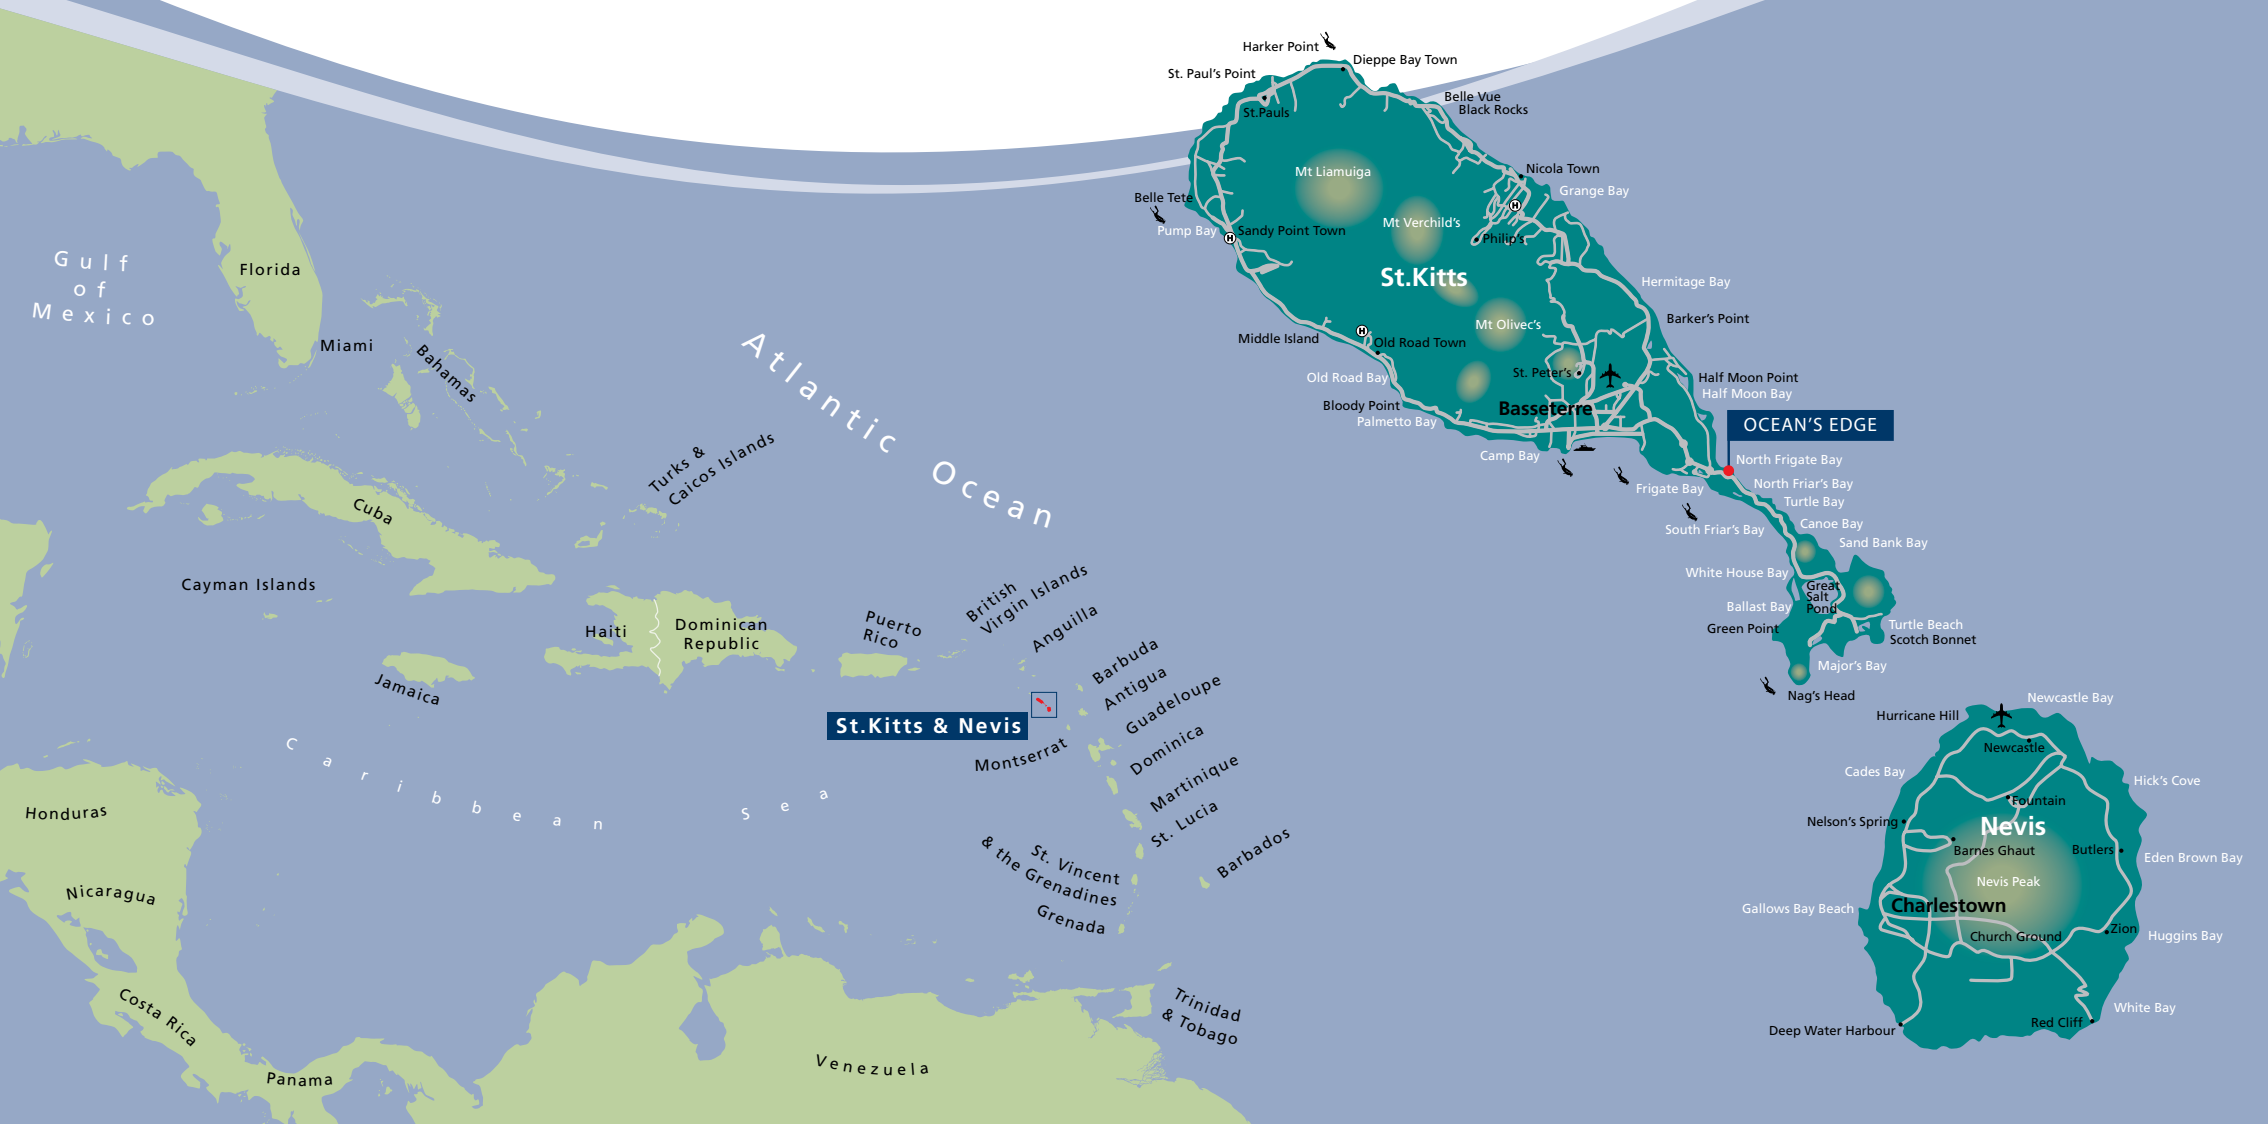 Gulf
of
Mexico
Florida
Miami
Bahamas
Atlantic Ocean
Turks &
Caicos Islands
Cuba
Cayman Islands
Haiti
Dominican
Republic
Jamaica
Puerto
Rico
British
Virgin Islands
Anguilla
Barbuda
Antigua
Guadeloupe
St.Kitts & Nevis
Montserrat
Dominica
Martinique
St. Lucia
Caribbean Sea
St. Vincent
& the Grenadines
Barbados
Grenada
Honduras
Nicaragua
Costa Rica
Panama
Venezuela
Trinidad
& Tobago
Harker Point
Dieppe Bay Town
St. Paul's Point
St.Pauls
Belle Vue
Black Rocks
Mt Liamuiga
Nicola Town
Grange Bay
Belle Tete
Pump Bay
H
Sandy Point Town
Mt Verchild's
H
Philip's
St.Kitts
Hermitage Bay
Mt Olivec's
Barker's Point
Middle Island
H
Old Road Town
Old Road Bay
St. Peter's
Half Moon Point
Half Moon Bay
Bloody Point
Palmetto Bay
Basseterre
OCEAN'S EDGE
Camp Bay
North Frigate Bay
Frigate Bay
North Friar's Bay
Turtle Bay
South Friar's Bay
Canoe Bay
Sand Bank Bay
White House Bay
Great
Salt
Pond
Ballast Bay
Green Point
Turtle Beach
Scotch Bonnet
Major's Bay
Nag's Head
Newcastle Bay
Hurricane Hill
Newcastle
Cades Bay
Hick's Cove
Fountain
Nelson's Spring
Nevis
Barnes Ghaut
Butlers
Eden Brown Bay
Nevis Peak
Gallows Bay Beach
Charlestown
Church Ground
Zion
Huggins Bay
White Bay
Red Cliff
Deep Water Harbour